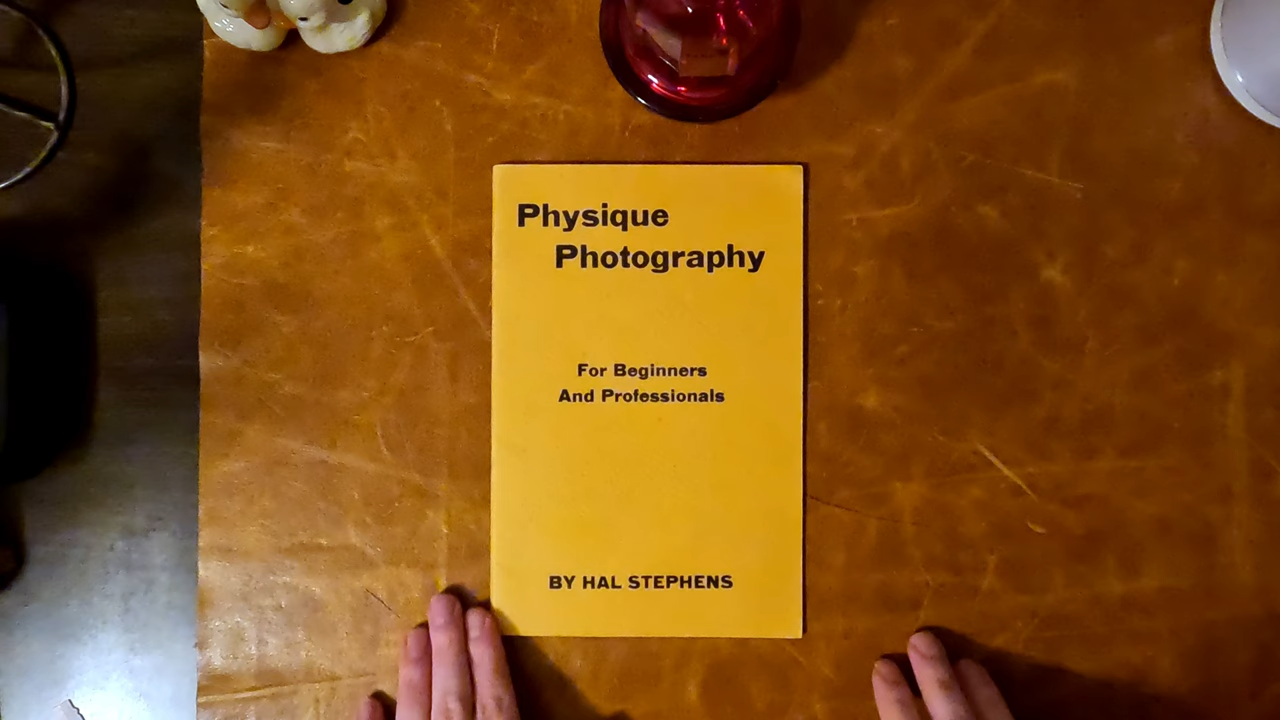 Physique
Photography
For Beginners
And Professionals
BY HAL STEPHENS